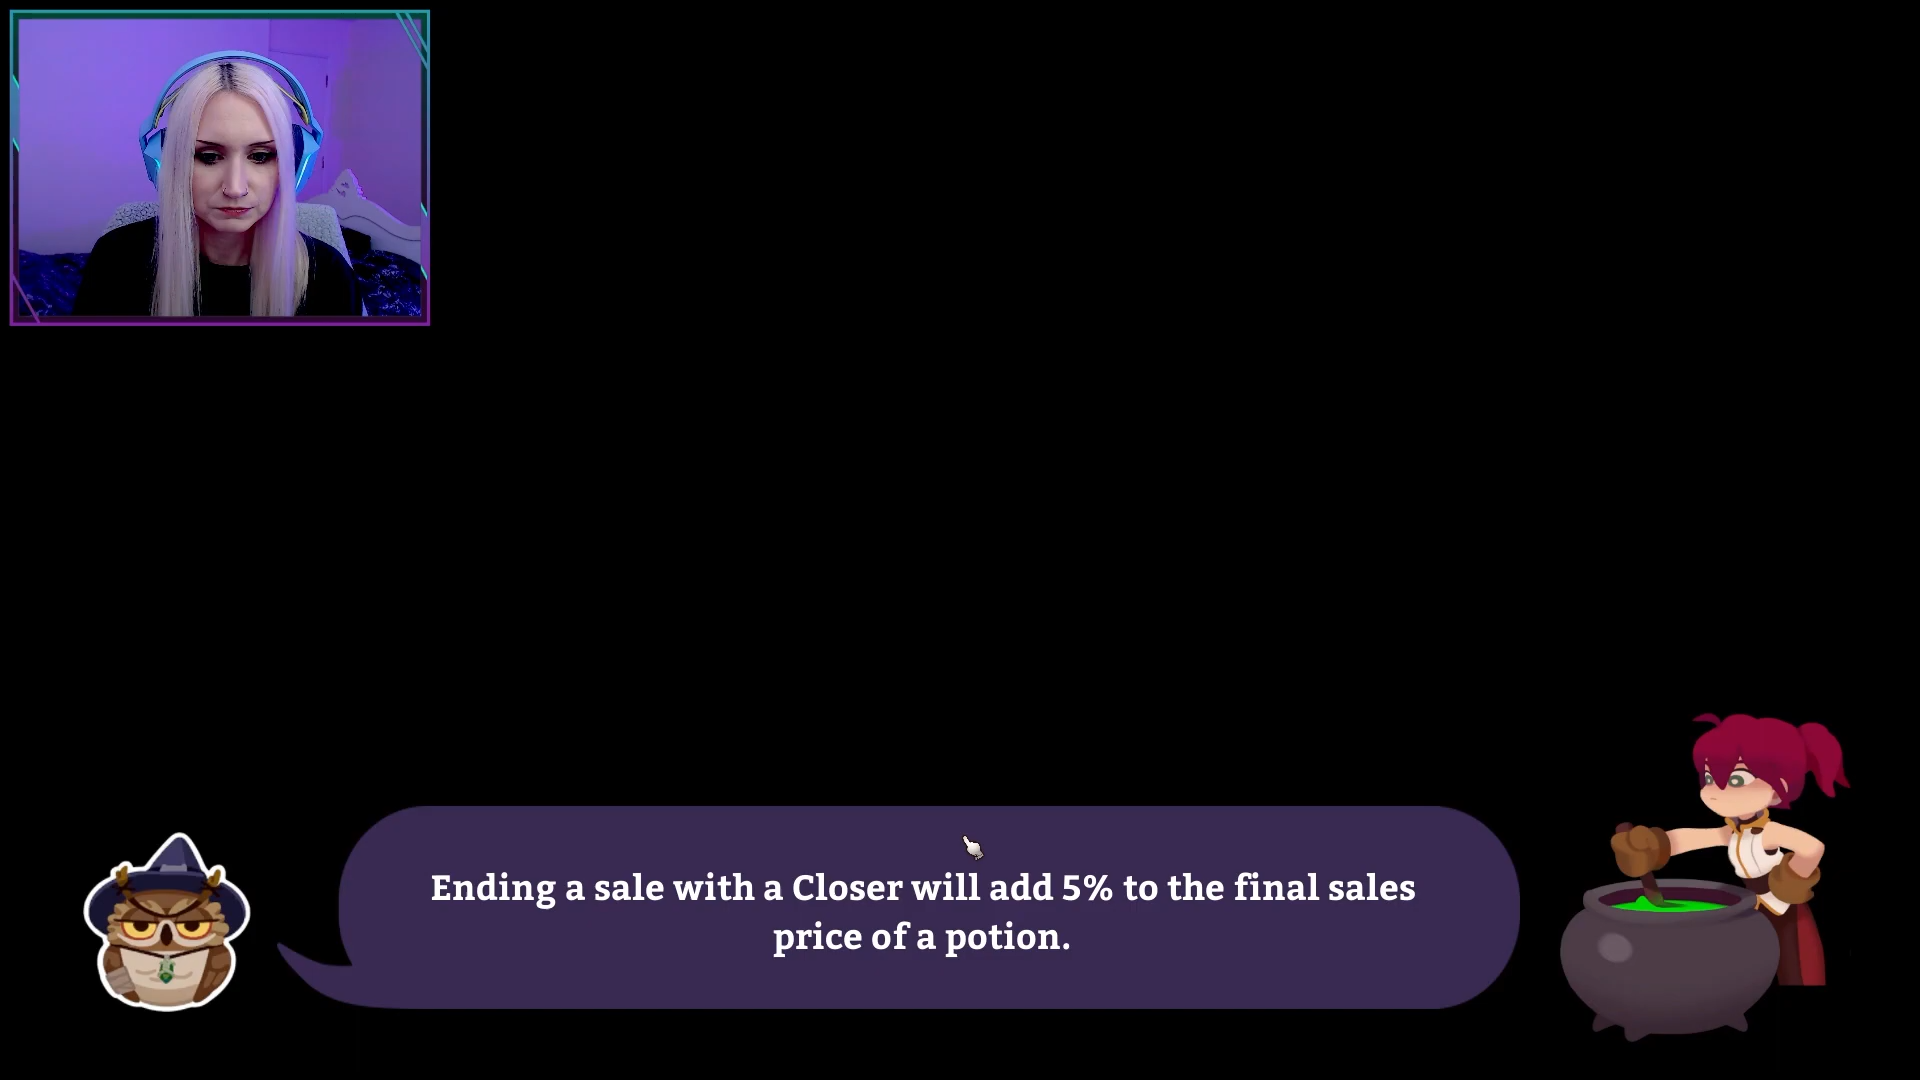 Ending a sale with a Closer will add 5% to the final sales
price of a potion.